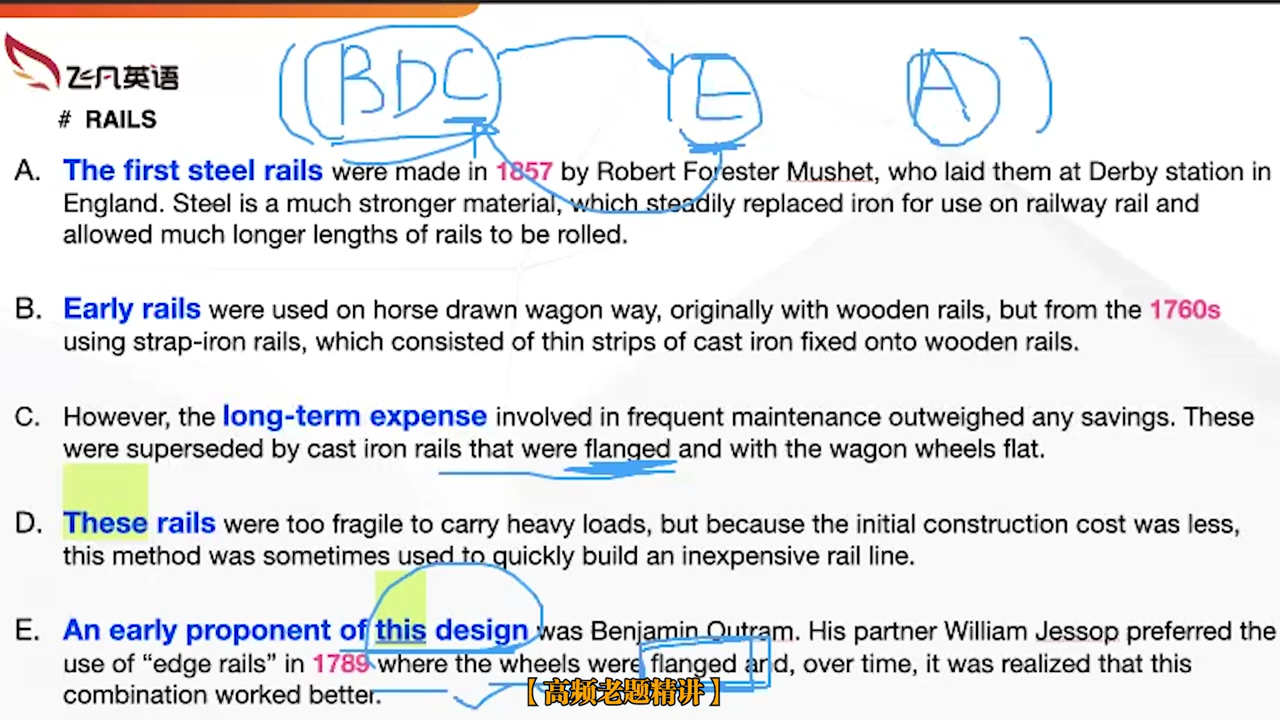 (BDC E A)
飞凡英语
# RAILS
A. The first steel rails were made in 1857 by Robert Forester Mushet, who laid them at Derby station in
England. Steel is a much stronger material, which steadily replaced iron for use on railway rail and
allowed much longer lengths of rails to be rolled.
B. Early rails were used on horse drawn wagon way, originally with wooden rails, but from the 1760s
using strap-iron rails, which consisted of thin strips of cast iron fixed onto wooden rails.
C. However, the long-term expense involved in frequent maintenance outweighed any savings. These
were superseded by cast iron rails that were flanged and with the wagon wheels flat.
D. These rails were too fragile to carry heavy loads, but because the initial construction cost was less,
this method was sometimes used to quickly build an inexpensive rail line.
E. An early proponent of this design was Benjamin Outram. His partner William Jessop preferred the
use of “edge rails” in 1789 where the wheels were flanged and, over time, it was realized that this
combination worked better.
【高频老题精讲】